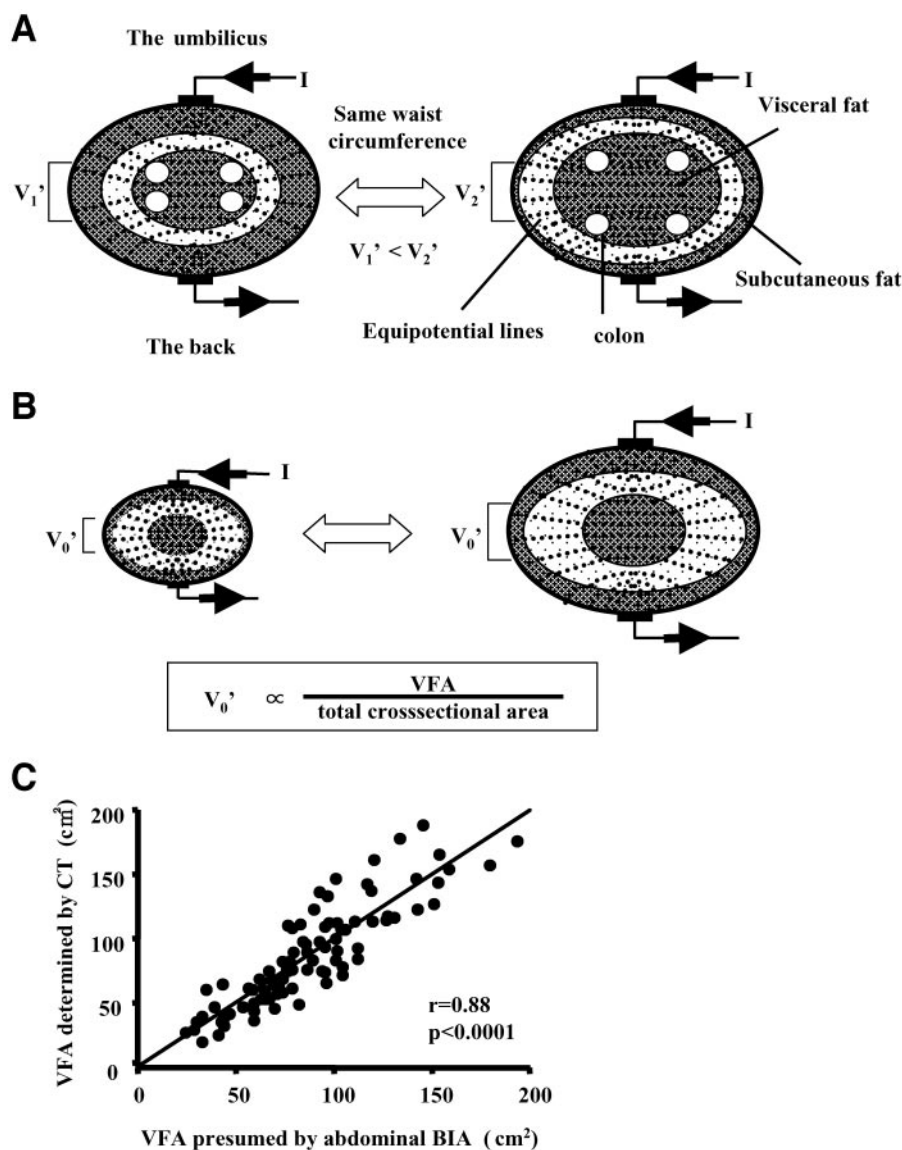 A
The umbilicus
I
I
Same waist
circumference
Visceral fat
V₁'
V₂'
V₁' < V₂'
Subcutaneous fat
Equipotential lines
colon
The back
B
I
I
V₀'
V₀'
V₀' ∝ VFA
total crosssectional area
C
VFA determined by CT (cm²)
200
150
100
50
0
r=0.88
p<0.0001
0 50 100 150 200
VFA presumed by abdominal BIA (cm²)